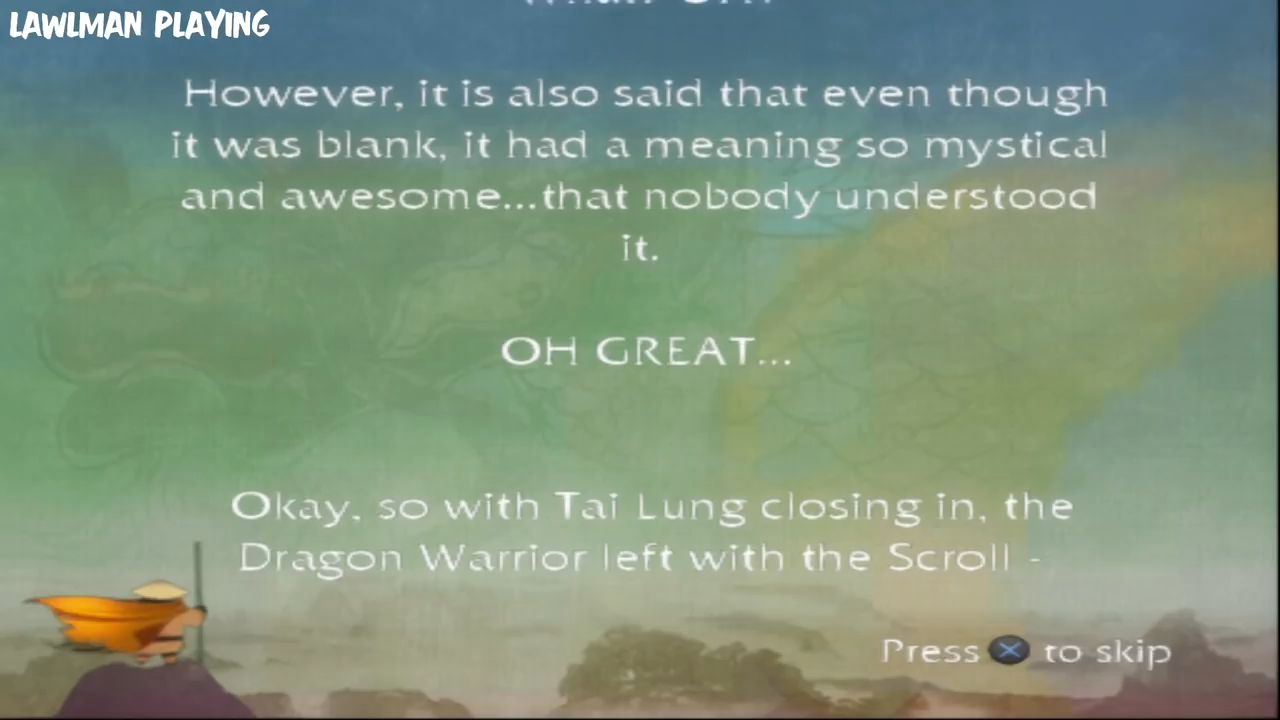 LAWLMAN PLAYING
However, it is also said that even though
it was blank, it had a meaning so mystical
and awesome...that nobody understood
it.
OH GREAT...
Okay, so with Tai Lung closing in, the
Dragon Warrior left with the Scroll -
Press X to skip